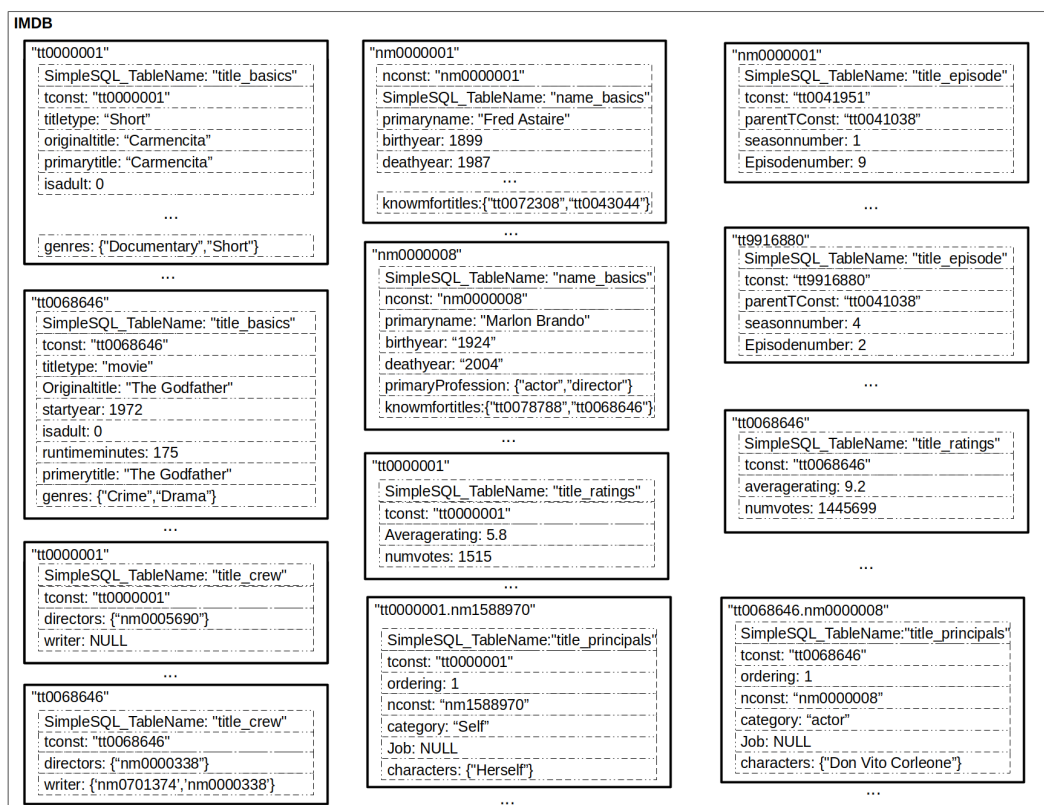 IMDB
"tt0000001"
SimpleSQL_TableName: "title_basics"
tconst: "tt0000001"
titletype: “Short”
originaltitle: “Carmencita”
primarytitle: “Carmencita”
isadult: 0
...
genres: {"Documentary”,”Short"}
...
"tt0068646"
SimpleSQL_TableName: "title_basics"
tconst: "tt0068646"
titletype: "movie"
Originaltitle: "The Godfather"
startyear: 1972
isadult: 0
runtimeminutes: 175
primerytitle: "The Godfather"
genres: {"Crime”,“Drama”}
...
"tt0000001"
SimpleSQL_TableName: "title_crew"
tconst: "tt0000001"
directors: {“nm0005690”}
writer: NULL
...
"tt0068646"
SimpleSQL_TableName: "title_crew"
tconst: "tt0068646"
directors: {“nm0000338”}
writer: {‘nm0701374’,’nm0000338’}
"nm0000001"
nconst: "nm0000001"
SimpleSQL_TableName: "name_basics"
primaryname: "Fred Astaire"
birthyear: 1899
deathyear: 1987
...
knowmfortitles:{"tt0072308”,“tt0043044”}
...
"nm0000008"
SimpleSQL_TableName: "name_basics"
nconst: "nm0000008"
primaryname: "Marlon Brando"
birthyear: “1924”
deathyear: “2004”
primaryProfession: {"actor”,”director"}
knowmfortitles:{"tt0078788”,”tt0068646"}
...
"tt0000001"
SimpleSQL_TableName: "title_ratings"
tconst: "tt0000001"
Averagerating: 5.8
numvotes: 1515
...
"tt0000001.nm1588970"
SimpleSQL_TableName:"title_principals"
tconst: "tt0000001"
ordering: 1
nconst: “nm1588970”
category: “Self”
Job: NULL
characters: {"Herself”}
...
"nm0000001"
SimpleSQL_TableName: "title_episode"
tconst: “tt0041951”
parentTConst: “tt0041038”
seasonnumber: 1
Episodenumber: 9
...
"tt9916880"
SimpleSQL_TableName: "title_episode"
tconst: “tt9916880”
parentTConst: “tt0041038”
seasonnumber: 4
Episodenumber: 2
...
"tt0068646"
SimpleSQL_TableName: "title_ratings"
tconst: "tt0068646"
averagerating: 9.2
numvotes: 1445699
...
"tt0068646.nm0000008"
SimpleSQL_TableName:"title_principals"
tconst: "tt0068646"
ordering: 1
nconst: “nm0000008”
category: “actor”
Job: NULL
characters: {"Don Vito Corleone”}
...